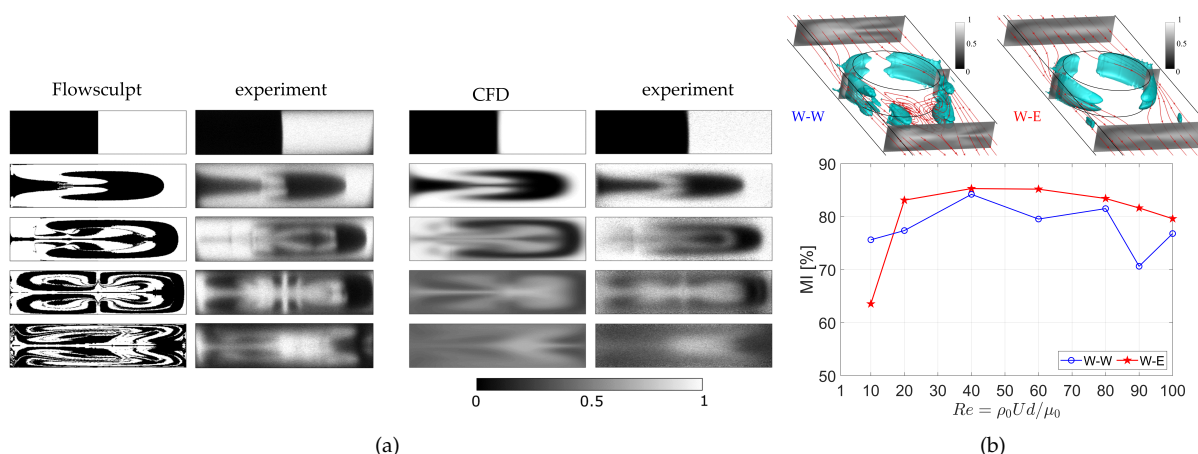 Flowsculpt
experiment
CFD
experiment
0
0.5
1
(a)
1
0.5
0
W-W
1
0.5
0
W-E
90
80
70
60
50
MI [%]
W-W
W-E
1 10 20 30 40 50 60 70 80 90 100
Re = ρ₀Ud/μ₀
(b)